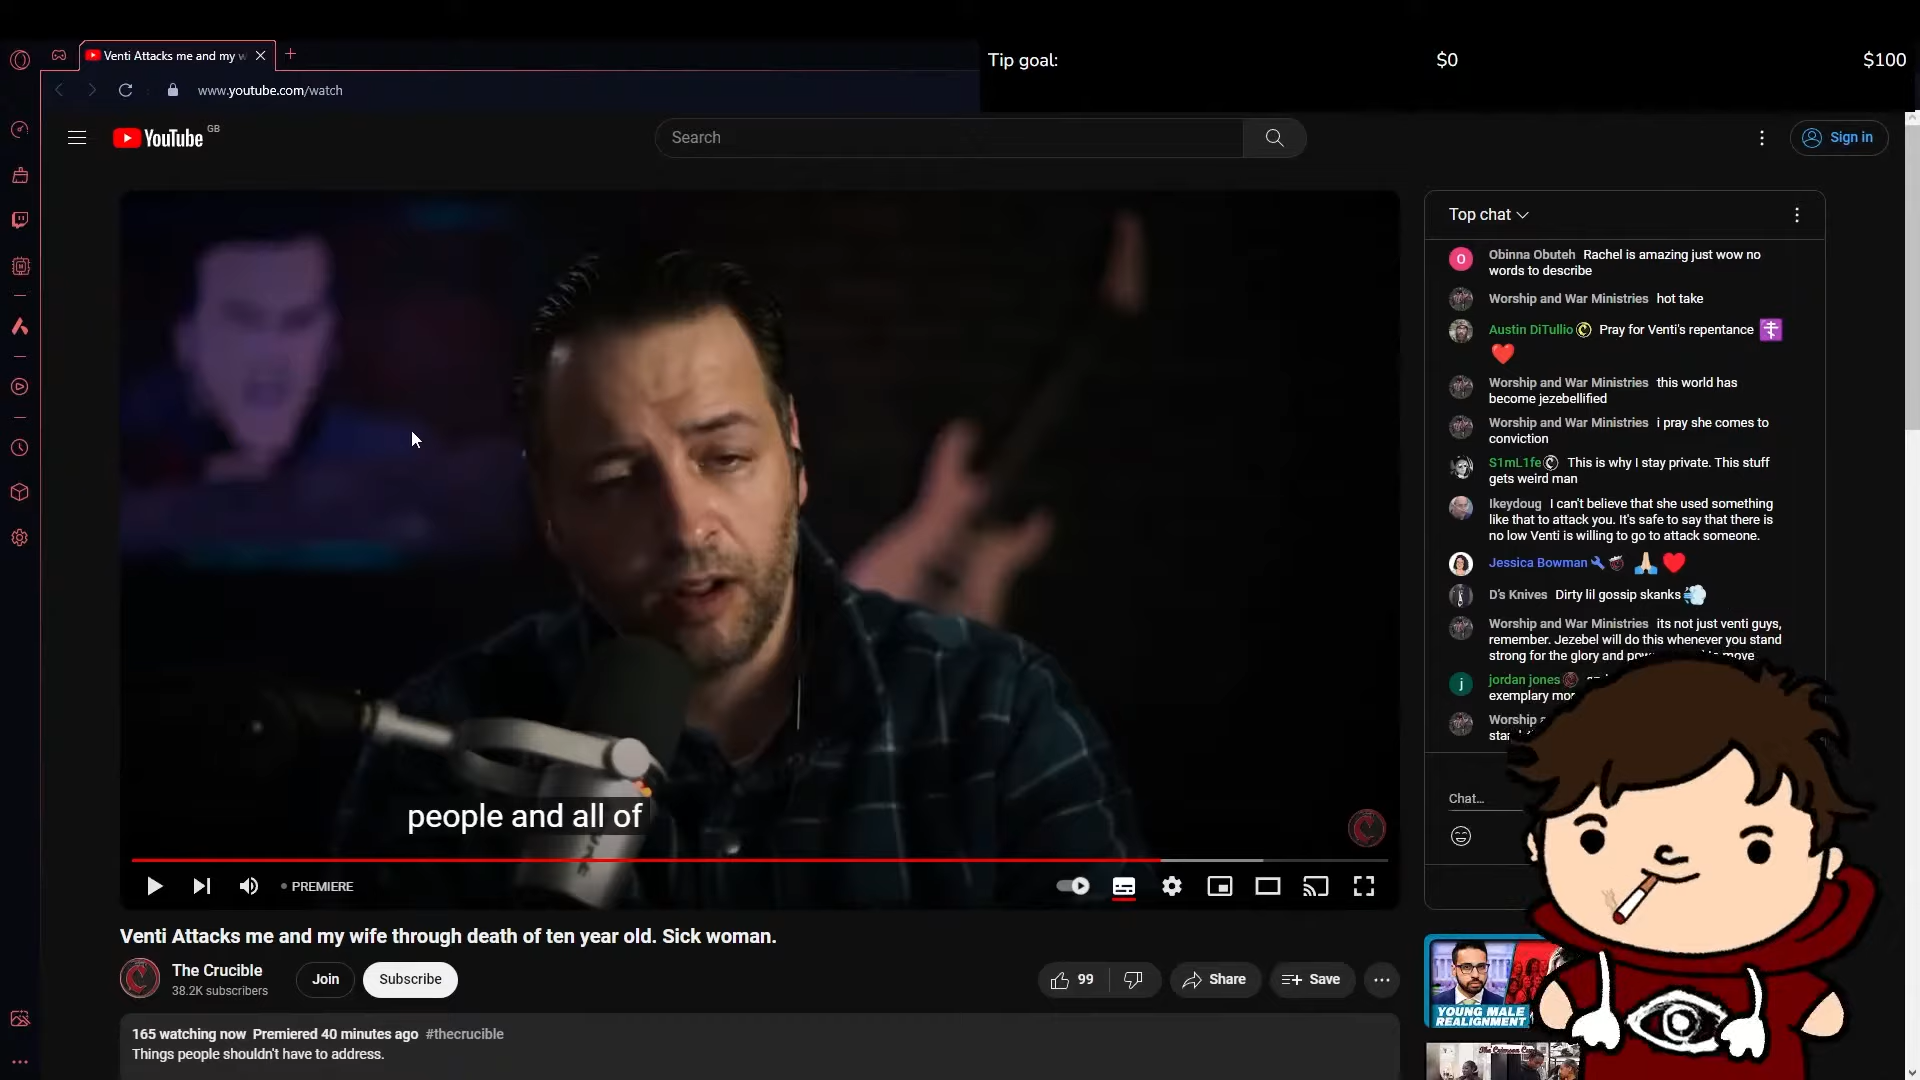 Venti Attacks me and my w
Tip goal:
$0
$100
www.youtube.com/watch
YouTube GB
Search
Sign in
Top chat
Obinna Obuteh Rachel is amazing just wow no
words to describe
Worship and War Ministries hot take
Austin DiTullio Pray for Venti's repentance
Worship and War Ministries this world has
become jezebellified
Worship and War Ministries i pray she comes to
conviction
S1mL1fe This is why I stay private. This stuff
gets weird man
Ikeydoug I can't believe that she used something
like that to attack you. It's safe to say that there is
no low Venti is willing to go to attack someone.
Jessica Bowman
D's Knives Dirty lil gossip skanks
Worship and War Ministries its not just venti guys,
remember. Jezebel will do this whenever you stand
strong for the glory and move
jordan jones
exemplary
Worship
Chat...
people and all of
PREMIERE
Venti Attacks me and my wife through death of ten year old. Sick woman.
The Crucible
38.2K subscribers
Join
Subscribe
99
Share
Save
165 watching now Premiered 40 minutes ago #thecrucible
Things people shouldn't have to address.
YOUNG MALE
REALIGNMENT